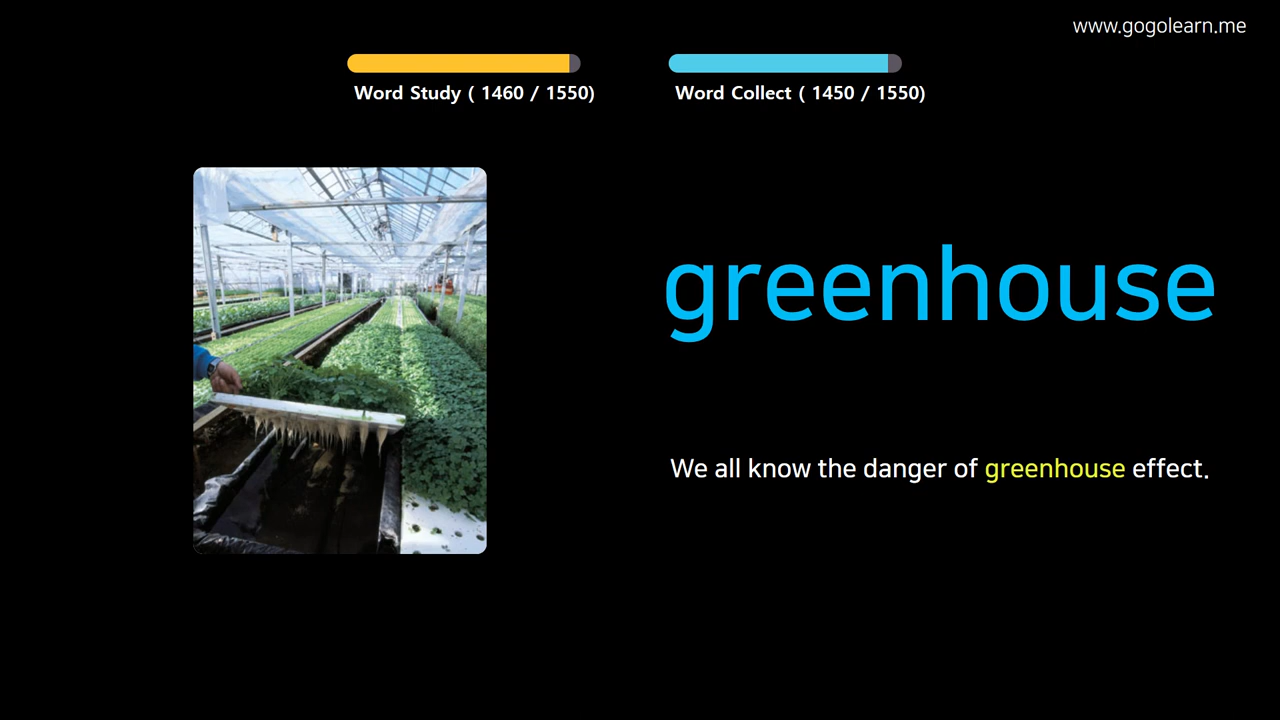 www.gogolearn.me
Word Study ( 1460 / 1550)
Word Collect ( 1450 / 1550)
greenhouse
We all know the danger of greenhouse effect.